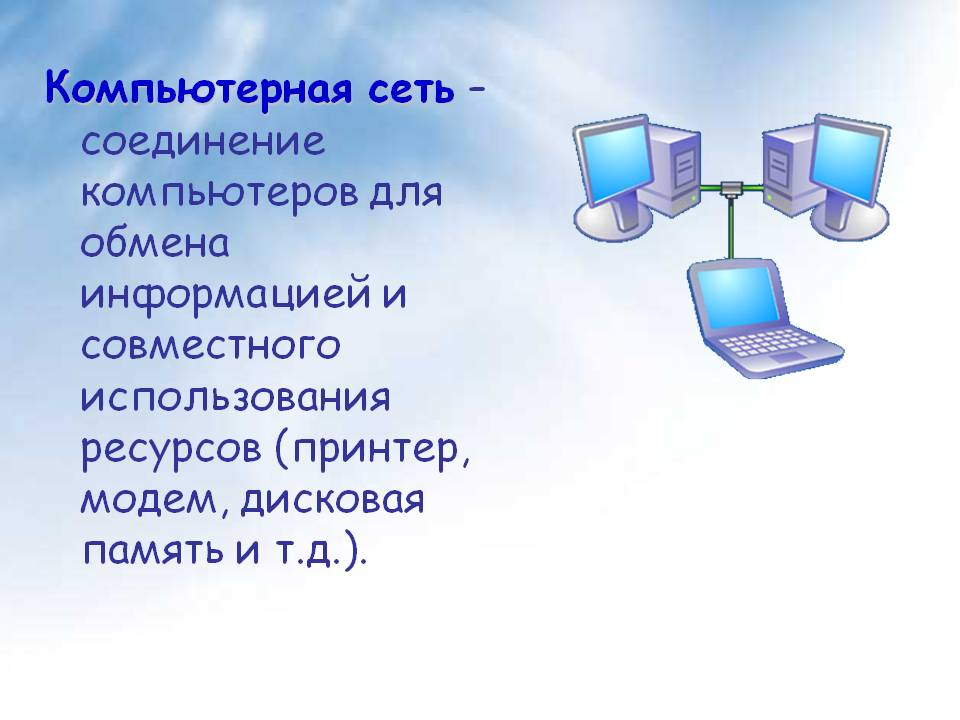 Компьютерная сеть –
соединение
компьютеров для
обмена
информацией и
совместного
использования
ресурсов (принтер,
модем, дисковая
память и т.д.).